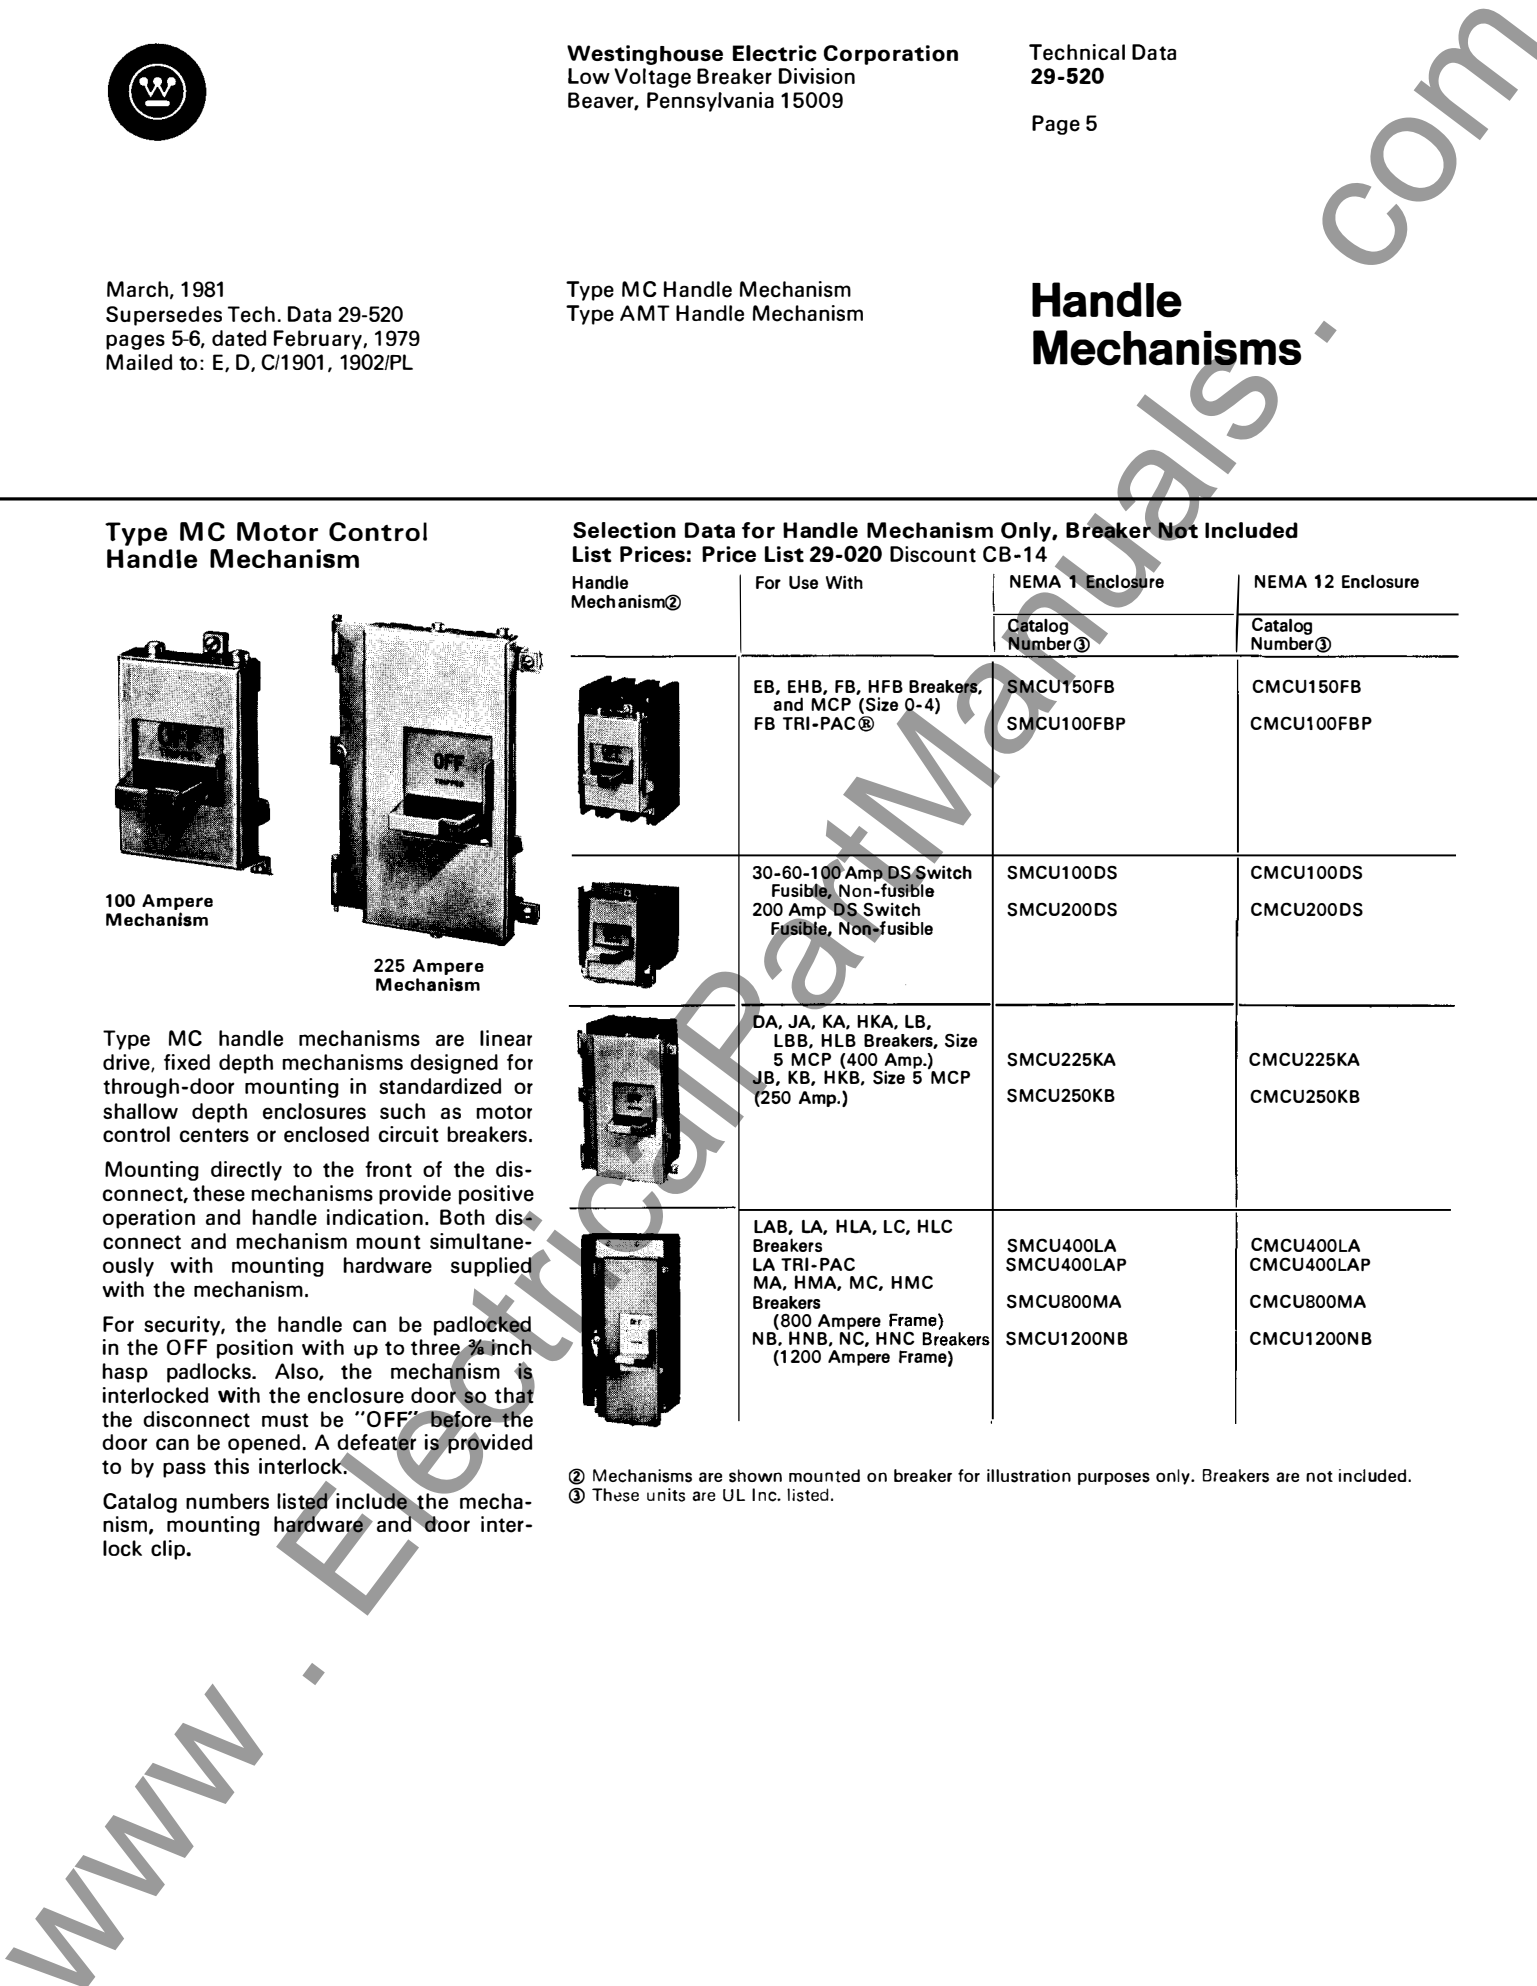 Westinghouse Electric Corporation
Low Voltage Breaker Division
Beaver, Pennsylvania 15009
Technical Data
29-520
Page 5
March, 1981
Supersedes Tech. Data 29-520
pages 5-6, dated February, 1979
Mailed to: E, D, C/1901, 1902/PL
Type MC Handle Mechanism
Type AMT Handle Mechanism
Handle
Mechanisms
Type MC Motor Control
Handle Mechanism
OFF
TRIPPED
OFF
TRIPPED
100 Ampere
Mechanism
225 Ampere
Mechanism
Type MC handle mechanisms are linear
drive, fixed depth mechanisms designed for
through-door mounting in standardized or
shallow depth enclosures such as motor
control centers or enclosed circuit breakers.
Mounting directly to the front of the dis-
connect, these mechanisms provide positive
operation and handle indication. Both dis-
connect and mechanism mount simultane-
ously with mounting hardware supplied
with the mechanism.
For security, the handle can be padlocked
in the OFF position with up to three ⅜ inch
hasp padlocks. Also, the mechanism is
interlocked with the enclosure door so that
the disconnect must be "OFF" before the
door can be opened. A defeater is provided
to by pass this interlock.
Catalog numbers listed include the mecha-
nism, mounting hardware and door inter-
lock clip.
Selection Data for Handle Mechanism Only, Breaker Not Included
List Prices: Price List 29-020 Discount CB-14
Handle
Mechanism②
For Use With
NEMA 1 Enclosure
NEMA 12 Enclosure
Catalog
Number③
Catalog
Number③
EB, EHB, FB, HFB Breakers, SMCU150FB CMCU150FB
and MCP (Size 0-4)
FB TRI-PAC® SMCU100FBP CMCU100FBP
30-60-100 Amp DS Switch SMCU100DS CMCU100DS
Fusible, Non-fusible
200 Amp DS Switch SMCU200DS CMCU200DS
Fusible, Non-fusible
DA, JA, KA, HKA, LB,
LBB, HLB Breakers, Size
5 MCP (400 Amp.) SMCU225KA CMCU225KA
JB, KB, HKB, Size 5 MCP
(250 Amp.) SMCU250KB CMCU250KB
LAB, LA, HLA, LC, HLC
Breakers SMCU400LA CMCU400LA
LA TRI-PAC SMCU400LAP CMCU400LAP
MA, HMA, MC, HMC
Breakers SMCU800MA CMCU800MA
(800 Ampere Frame)
NB, HNB, NC, HNC Breakers SMCU1200NB CMCU1200NB
(1200 Ampere Frame)
② Mechanisms are shown mounted on breaker for illustration purposes only. Breakers are not included.
③ These units are UL Inc. listed.
www . ElectricalPartManuals . com